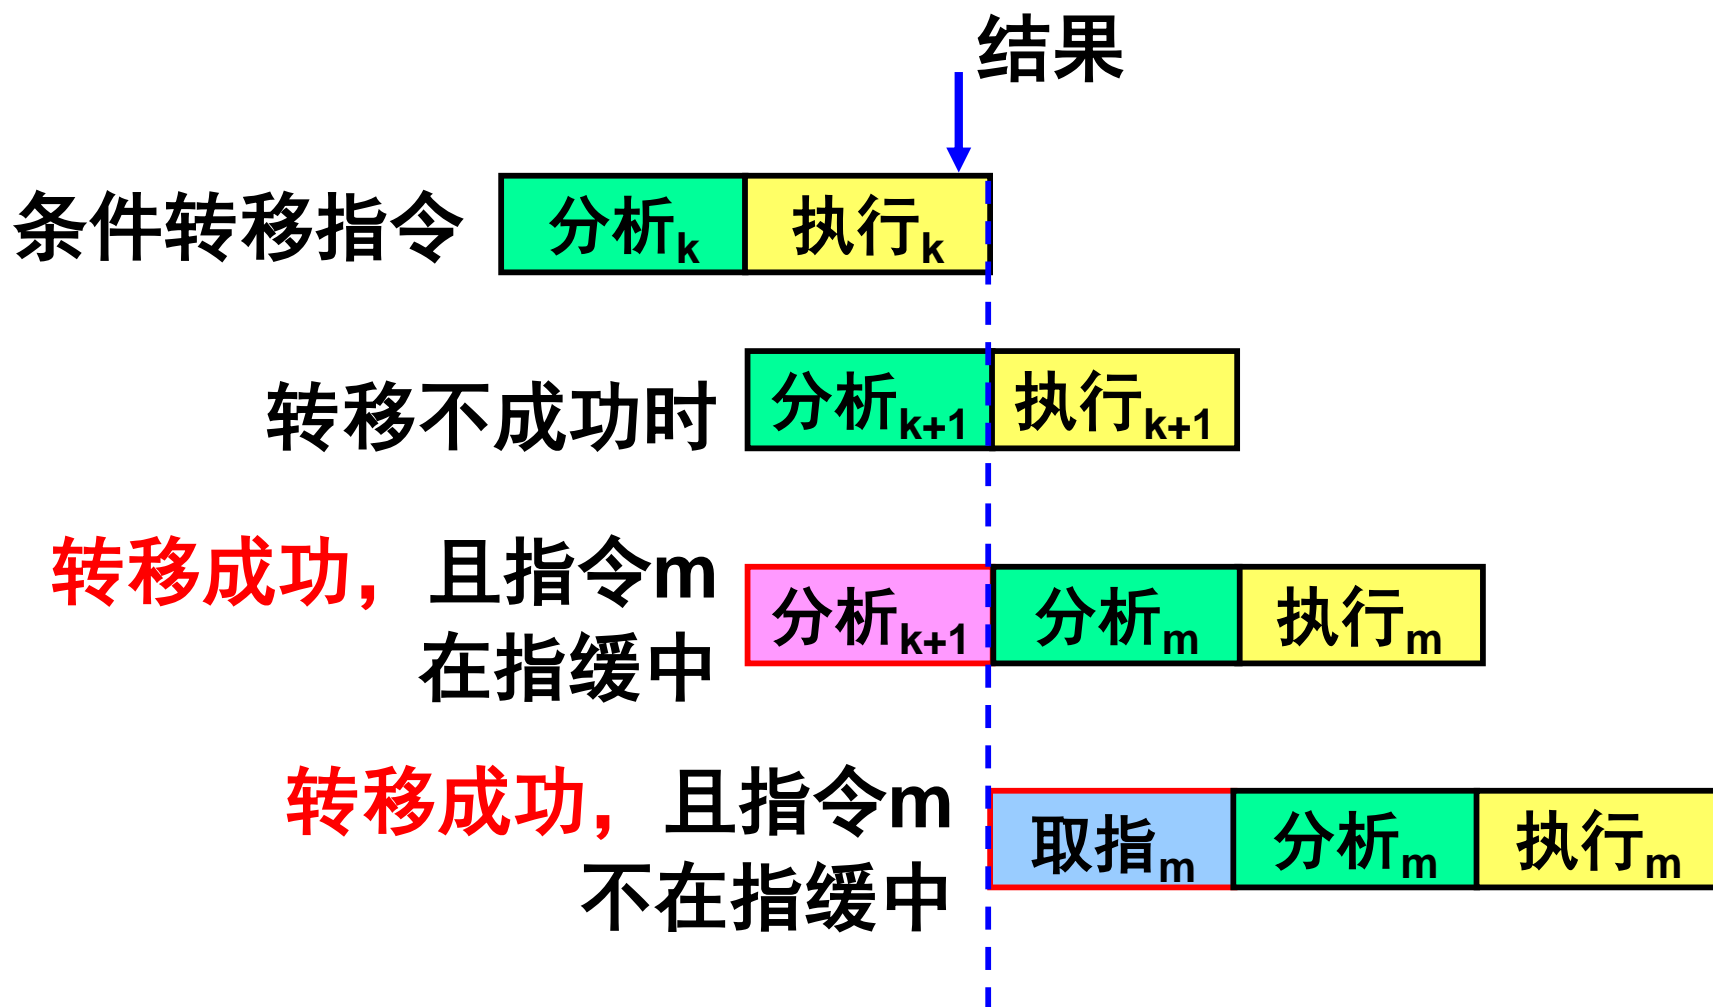 结果
条件转移指令 分析k 执行k
转移不成功时 分析k+1 执行k+1
转移成功，且指令m
在指缓中
分析k+1 分析m 执行m
转移成功，且指令m
不在指缓中
取指m 分析m 执行m